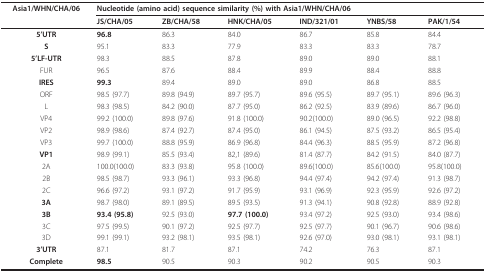 Asia1/WHN/CHA/06 Nucleotide (amino acid) sequence similarity (%) with Asia1/WHN/CHA/06
JS/CHA/05 ZB/CHA/58 HNK/CHA/05 IND/321/01 YNBS/58 PAK/1/54
5'UTR 96.8 86.3 84.0 86.7 85.8 84.4
S 95.1 83.3 77.9 83.3 83.3 78.7
5'LF-UTR 98.3 88.5 87.8 89.0 89.0 88.1
FUR 96.5 87.6 88.4 89.9 88.4 88.8
IRES 99.3 89.4 89.0 89.0 86.8 88.5
ORF 98.5 (97.7) 89.8 (94.9) 89.7 (95.7) 89.6 (95.5) 89.7 (95.1) 89.6 (96.3)
L 98.3 (98.5) 84.2 (90.0) 87.7 (95.0) 86.2 (92.5) 83.9 (89.6) 86.7 (96.0)
VP4 99.2 (100.0) 89.8 (97.6) 91.8 (100.0) 90.2(100.0) 89.0 (96.5) 92.2 (98.8)
VP2 98.9 (98.6) 87.4 (92.7) 87.4 (95.0) 86.1 (94.5) 87.5 (93.2) 86.5 (95.4)
VP3 99.7 (100.0) 88.8 (95.9) 86.9 (96.8) 84.4 (96.3) 88.5 (95.9) 87.2 (96.8)
VP1 98.9 (99.1) 85.5 (93.4) 82,1 (89.6) 81.4 (87.7) 84.2 (91.5) 84.0 (87.7)
2A 100.0(100.0) 83.3 (93.8) 95.8 (100.0) 89.6(100.0) 85.6(100.0) 95.8(100.0)
2B 98.5 (98.7) 93.3 (96.1) 93.3 (96.8) 94.4 (97.4) 94.2 (97.4) 91.3 (98.7)
2C 96.6 (97.2) 93.1 (97.2) 91.7 (95.9) 93.1 (96.9) 92.3 (95.9) 92.6 (97.2)
3A 98.7 (98.0) 89.1 (89.5) 89.5 (93.5) 91.3 (94.1) 90.8 (92.8) 88.9 (92.8)
3B 93.4 (95.8) 92.5 (93.0) 97.7 (100.0) 93.4 (97.2) 92.5 (93.0) 93.4 (98.6)
3C 97.5 (99.5) 90.1 (97.2) 92.5 (97.7) 92.5 (97.7) 90.1 (96.7) 90.6 (98.6)
3D 99.1 (99.1) 93.2 (98.1) 93.5 (98.1) 92.6 (97.0) 93.0 (98.1) 93.1 (98.1)
3'UTR 87.1 81.7 87.1 74.2 76.3 87.1
Complete 98.5 90.5 90.3 90.2 90.5 90.3